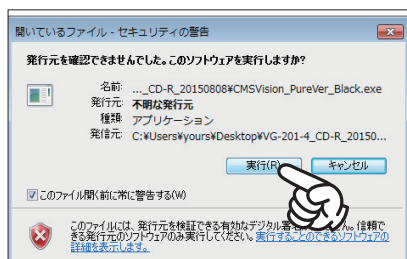 開いているファイル - セキュリティの警告
発行元を確認できませんでした。このソフトウェアを実行しますか?
名前: ..._CD-R_20150808¥CMSVision_PureVer_Black.exe
発行元: 不明な発行元
種類: アプリケーション
発信元: C:¥Users¥yours¥Desktop¥VG-201-4_CD-R_20150...
実行(R) キャンセル
このファイルを開く前に常に警告する(W)
このファイルには、発行元を検証できる有効なデジタル署名 ん。信頼で
きる発行元のソフトウェアのみ実行してください。実行することのできるソフトウェアの
詳細を表示します。